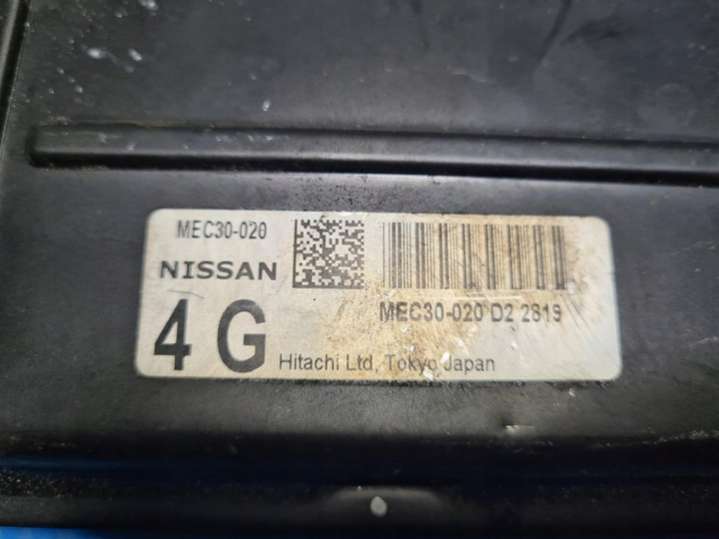 MEC30-020
NISSAN
4 G
MEC30-020 D2 2819
Hitachi Ltd, Tokyo Japan